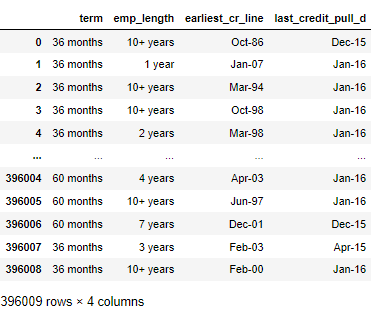 term emp_length earliest_cr_line last_credit_pull_d
0 36 months 10+ years Oct-86 Dec-15
1 36 months 1 year Jan-07 Jan-16
2 36 months 10+ years Mar-94 Jan-16
3 36 months 10+ years Oct-98 Jan-16
4 36 months 2 years Mar-98 Jan-16
... ... ... ... ...
396004 60 months 4 years Apr-03 Jan-16
396005 60 months 10+ years Jun-97 Jan-16
396006 60 months 7 years Dec-01 Dec-15
396007 36 months 3 years Feb-03 Apr-15
396008 36 months 10+ years Feb-00 Jan-16
396009 rows × 4 columns